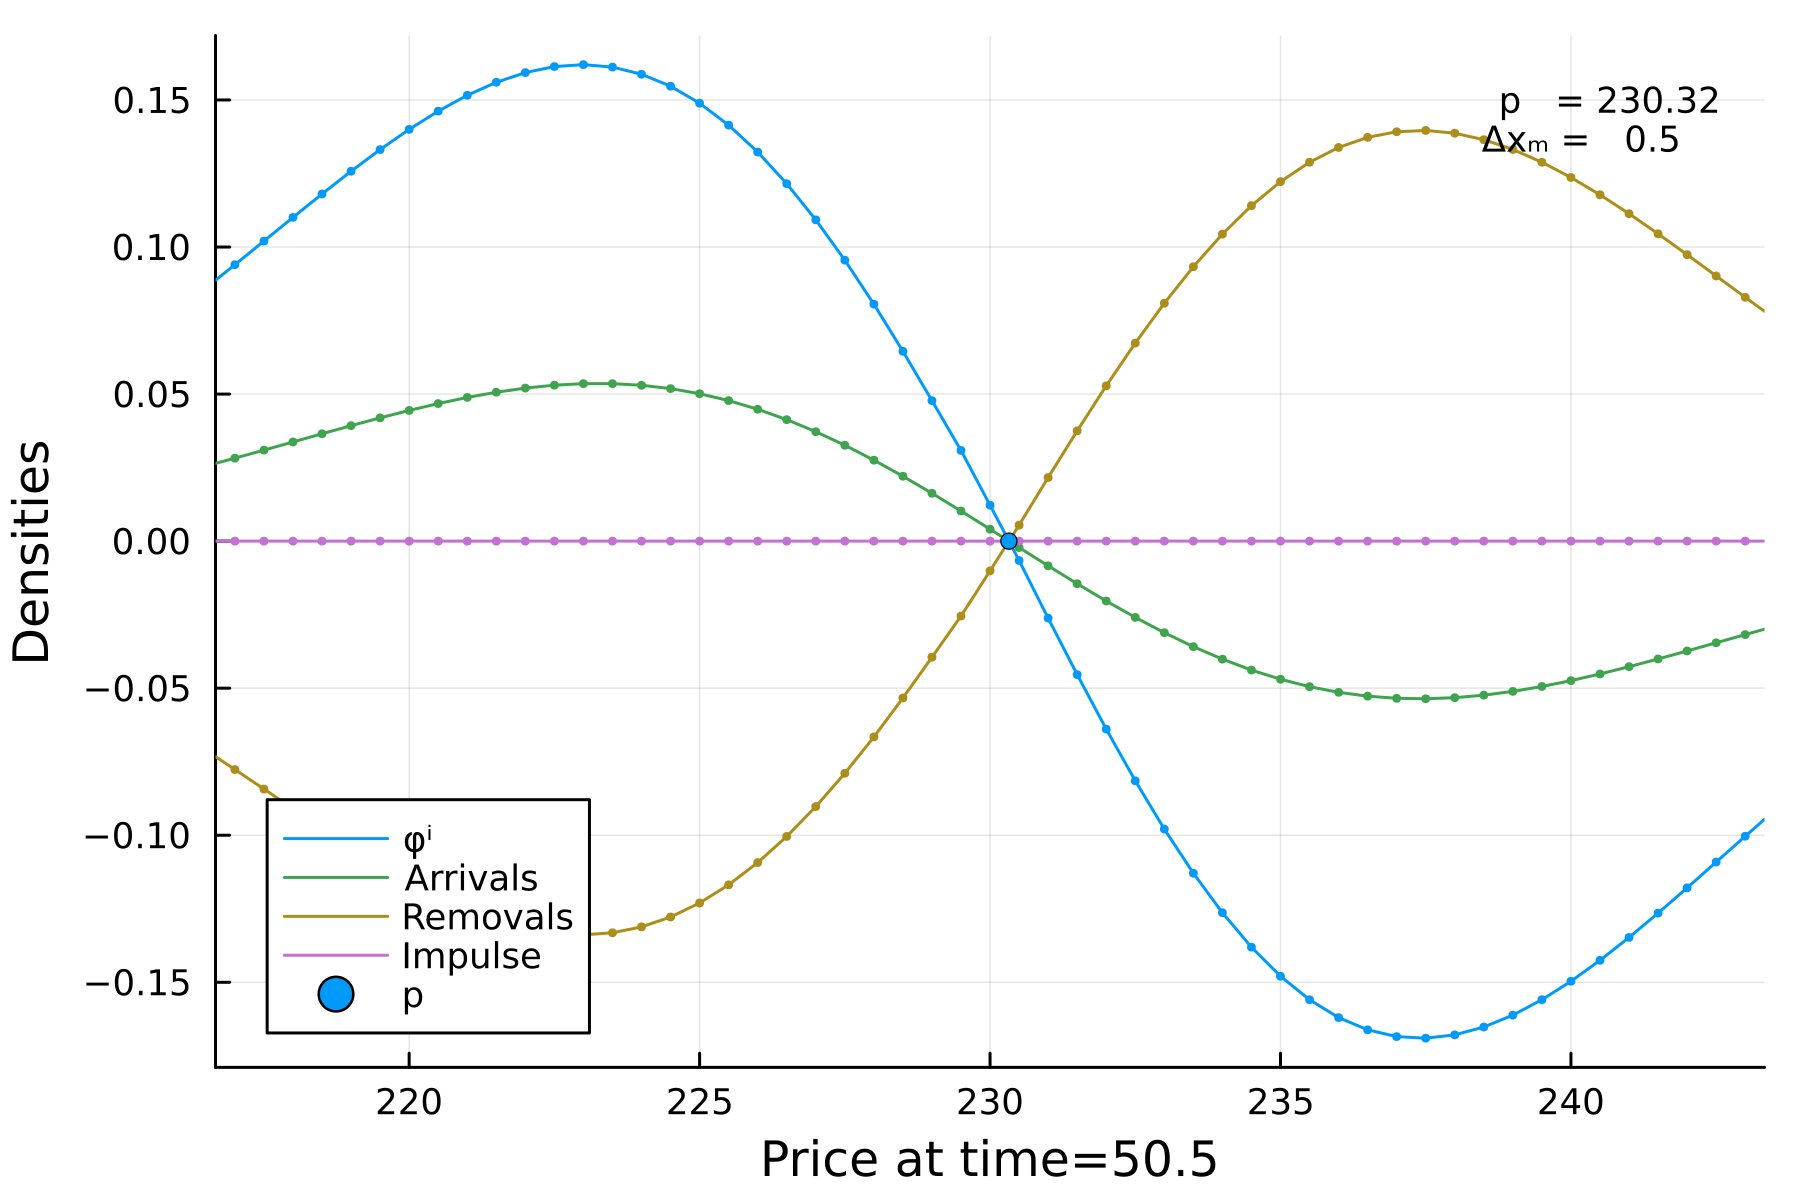 p = 230.32
Δxₘ = 0.5
0.15
0.10
0.05
0.00
−0.05
−0.10
−0.15
Densities
φⁱ
Arrivals
Removals
Impulse
p
220 225 230 235 240
Price at time=50.5